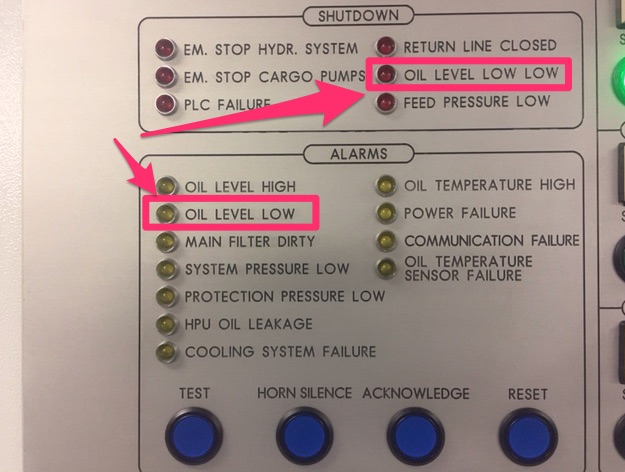 SHUTDOWN
EM. STOP HYDR. SYSTEM
EM. STOP CARGO PUMPS
PLC FAILURE
RETURN LINE CLOSED
OIL LEVEL LOW LOW
FEED PRESSURE LOW
ALARMS
OIL LEVEL HIGH
OIL LEVEL LOW
MAIN FILTER DIRTY
SYSTEM PRESSURE LOW
PROTECTION PRESSURE LOW
HPU OIL LEAKAGE
COOLING SYSTEM FAILURE
OIL TEMPERATURE HIGH
POWER FAILURE
COMMUNICATION FAILURE
OIL TEMPERATURE
SENSOR FAILURE
TEST
HORN SILENCE
ACKNOWLEDGE
RESET